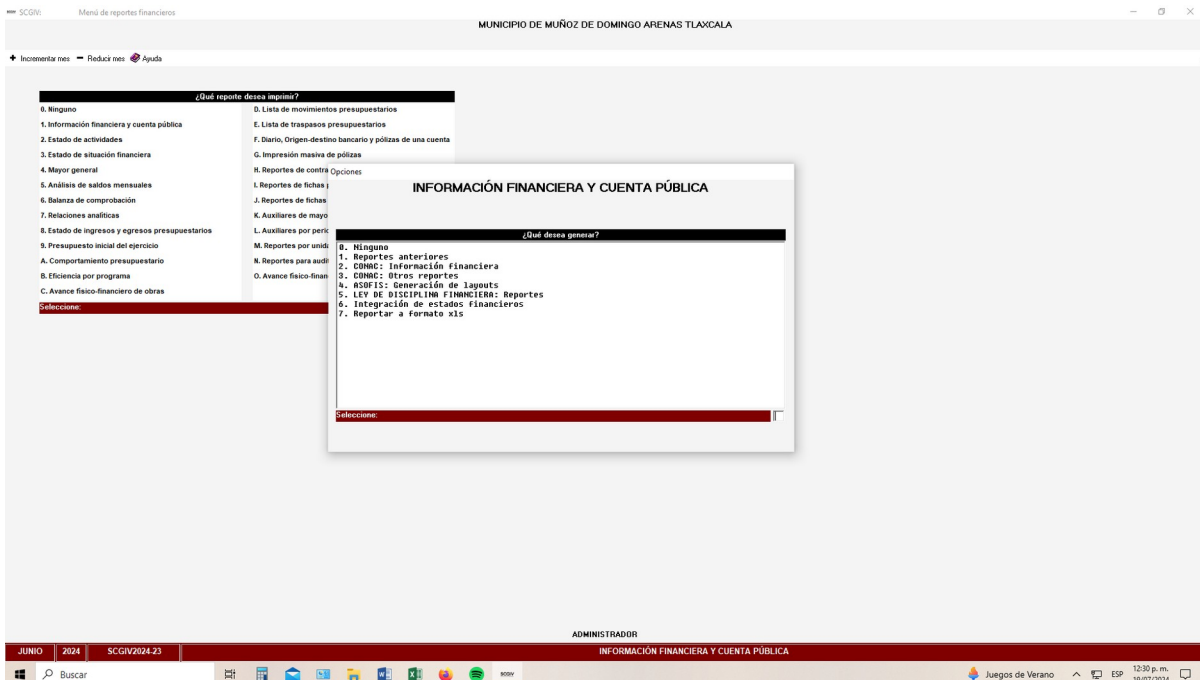 SCGIV: Menú de reportes financieros
MUNICIPIO DE MUÑOZ DE DOMINGO ARENAS TLAXCALA
Incrementar mes Reducir mes Ayuda
¿Qué reporte desea imprimir?
0. Ninguno
1. Información financiera y cuenta pública
2. Estado de actividades
3. Estado de situación financiera
4. Mayor general
5. Análisis de saldos mensuales
6. Balanza de comprobación
7. Relaciones analíticas
8. Estado de ingresos y egresos presupuestarios
9. Presupuesto inicial del ejercicio
A. Comportamiento presupuestario
B. Eficiencia por programa
C. Avance físico-financiero de obras
D. Lista de movimientos presupuestarios
E. Lista de traspasos presupuestarios
F. Diario, Origen-destino bancario y pólizas de una cuenta
G. Impresión masiva de pólizas
H. Reportes de contra
I. Reportes de fichas
J. Reportes de fichas
K. Auxiliares de mayo
L. Auxiliares por peri
M. Reportes por unida
N. Reportes para audi
O. Avance físico-finan
Seleccione:
Opciones
INFORMACIÓN FINANCIERA Y CUENTA PÚBLICA
¿Qué desea generar?
0. Ninguno
1. Reportes anteriores
2. CONAC: Información financiera
3. CONAC: Otros reportes
4. ASOFIS: Generación de layouts
5. LEY DE DISCIPLINA FINANCIERA: Reportes
6. Integración de estados financieros
7. Reportar a formato xls
Seleccione:
ADMINISTRADOR
JUNIO 2024 SCGIV2024-23 INFORMACIÓN FINANCIERA Y CUENTA PÚBLICA
Buscar SCGIV Juegos de Verano ESP 12:30 p. m.
19/07/2024